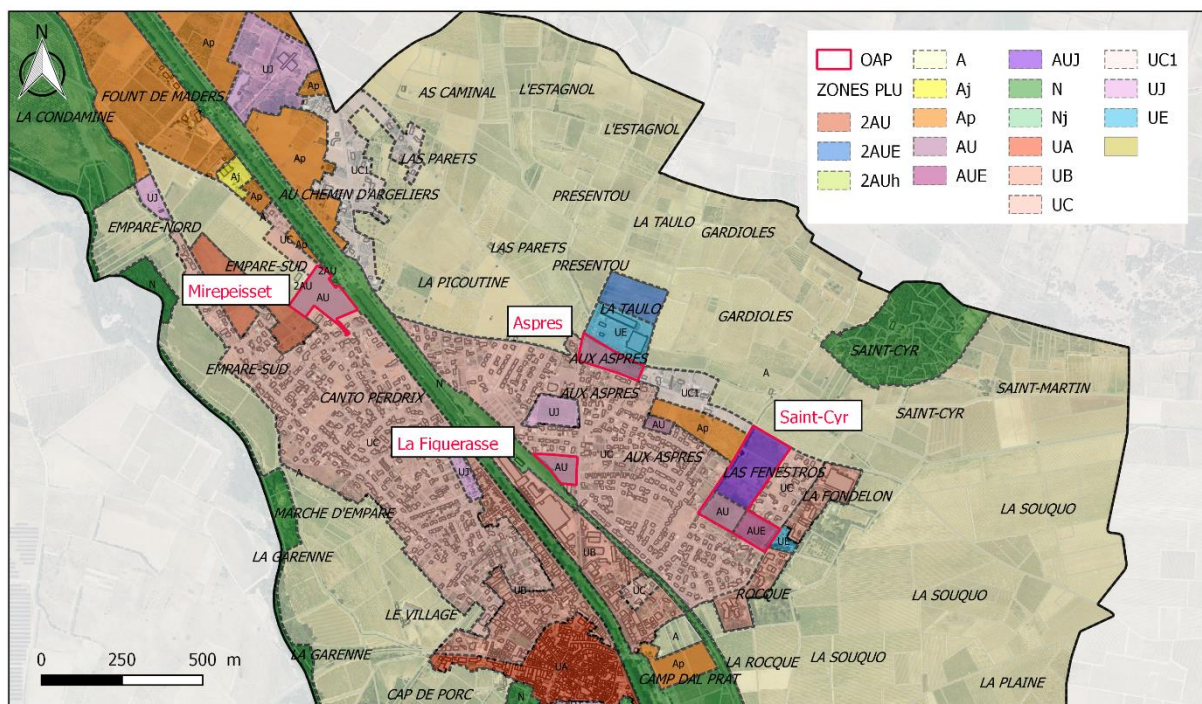 N
OAP
ZONES PLU
2AU
2AUE
2AUh
A
Aj
Ap
AU
AUE
AUJ
N
Nj
UA
UB
UC
UC1
UJ
UE
Ap
UJ
Ap
FOUNT DE MADERS
LA CONDAMINE
AS CAMINAL
L'ESTAGNOL
L'ESTAGNOL
Ap
LAS PARETS
UC1
Aj
Ap
AU CHEMIN D'ARGELIERS
PRESENTOU
UJ
A
LA TAULO
EMPARE-NORD
UC
Ap
GARDIOLES
LAS PARETS
EMPARE-SUD
PRESENTOU
N
2AU
2AU
LA PICOUTINE
Mirepeisset
AU
LA TAULO
GARDIOLES
Aspres
UE
SAINT-CYR
AUX ASPRES
EMPARE-SUD
A
N
AUX ASPRES
UC1
SAINT-MARTIN
CANTO PERDRIX
UJ
Ap
SAINT-CYR
Saint-Cyr
AU
La Figuerasse
UC
UC
AUX ASPRES
AU
LAS FENESTROS
UC
UJ
A
LA FONDELON
MARCHE D'EMPARE
AU
LA SOUQUO
AUE
UE
LA GARENNE
UB
UB
UC
ROCQUE
LA SOUQUO
LE VILLAGE
A
LA GARENNE
UA
LA ROCQUE
LA SOUQUO
Ap
0 250 500 m
CAMP DAL PRAT
LA PLAINE
CAP DE PORC
N